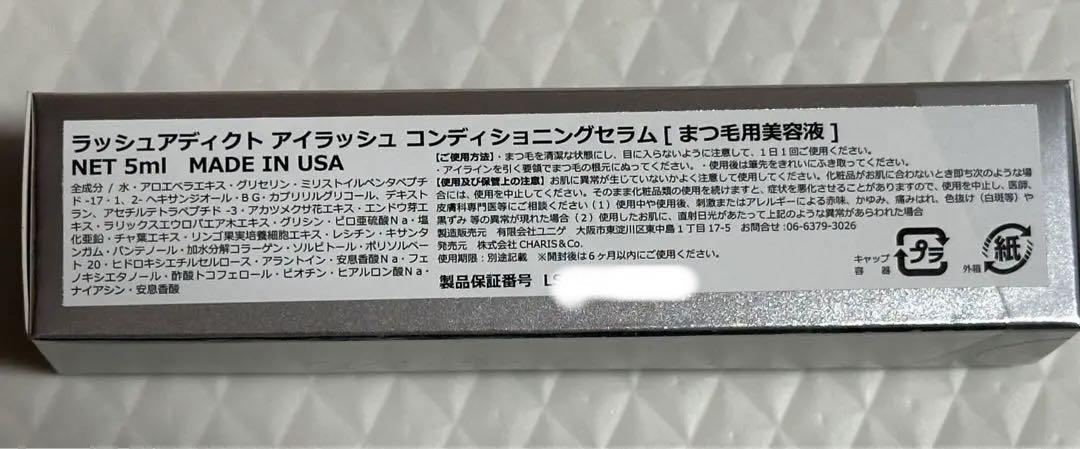 ラッシュアディクト アイラッシュ コンディショニングセラム [ まつ毛用美容液 ]
NET 5ml MADE IN USA
全成分 / 水・アロエベラエキス・グリセリン・ミリストイルペンタペプチ
ド -17・1、2- ヘキサンジオール・BG・カプリリルグリコール、デキスト
ラン、アセチルテトラペプチド -3・アカツメクサ花エキス・エンドウ芽エ
キス・ラリックスエウロパエア木エキス・グリシン・ピロ亜硫酸Na・塩
化亜鉛・チャ葉エキス・リンゴ果実培養細胞エキス・レシチン・キサンタ
ンガム・パンテノール・加水分解コラーゲン・ソルビトール・ポリソルベー
ト 20・ヒドロキシエチルセルロース・アラントイン・安息香酸Na・フェ
ノキシエタノール・酢酸トコフェロール・ビオチン・ヒアルロン酸Na・
ナイアシン・安息香酸
【ご使用方法】・まつ毛を清潔な状態にし、目に入らないように注意して、1日1回ご使用ください。
・アイラインを引く要領でまつ毛の根元にぬってください。・使用後は筆先をきれいにふき取ってください。
【使用及び保管上の注意】お肌に異常が生じていないかよく注意して使用してください。化粧品がお肌に合わないとき即ち次のような場
合には、使用を中止してください。そのまま化粧品類の使用を続けますと、症状を悪化させることがありますので、使用を中止し、医師、
皮膚科専門医等にご相談ください (1) 使用中や使用後、刺激またはアレルギーによる赤味、かゆみ、痛みはれ、色抜け (白斑等) や
黒ずみ 等の異常が現れた場合 (2) 使用したお肌に、直射日光があたって上記のような異常があらわれた場合
製造販売元 有限会社ユニゲ 大阪市東淀川区東中島1丁目17-5 お問合せ :06-6379-3026
発売元 株式会社 CHARIS&Co.
使用期限 : 別途記載 ※開封後は6ヶ月以内にご使用ください。
製品保証番号 LS
キャップ
容器
プラ
外箱
紙